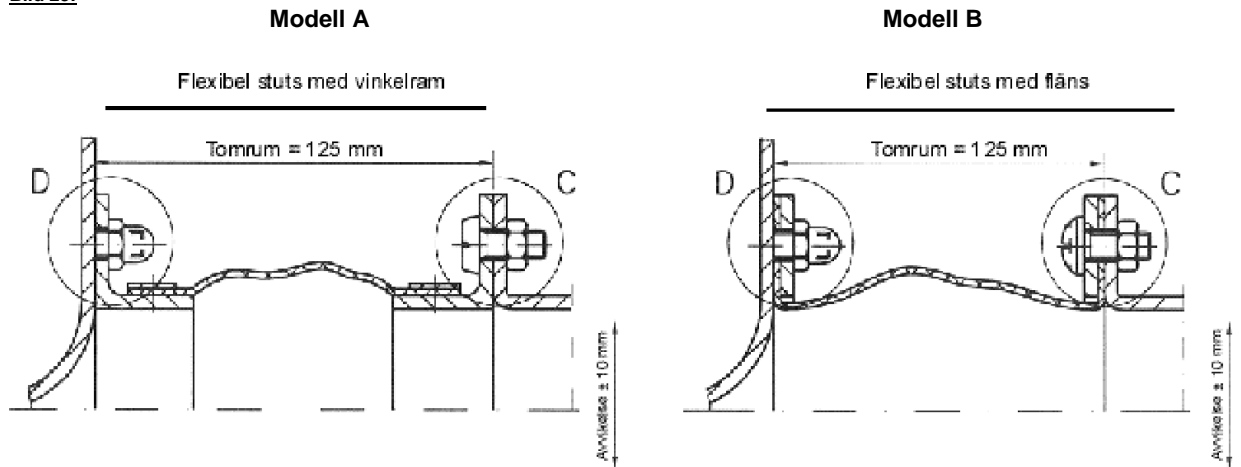 Modell A
Modell B
Flexibel stuts med vinkelram
Flexibel stuts med fläns
Tomrum = 125 mm
Tomrum = 125 mm
D
C
D
C
Avvikelse ± 10 mm
Avvikelse ± 10 mm